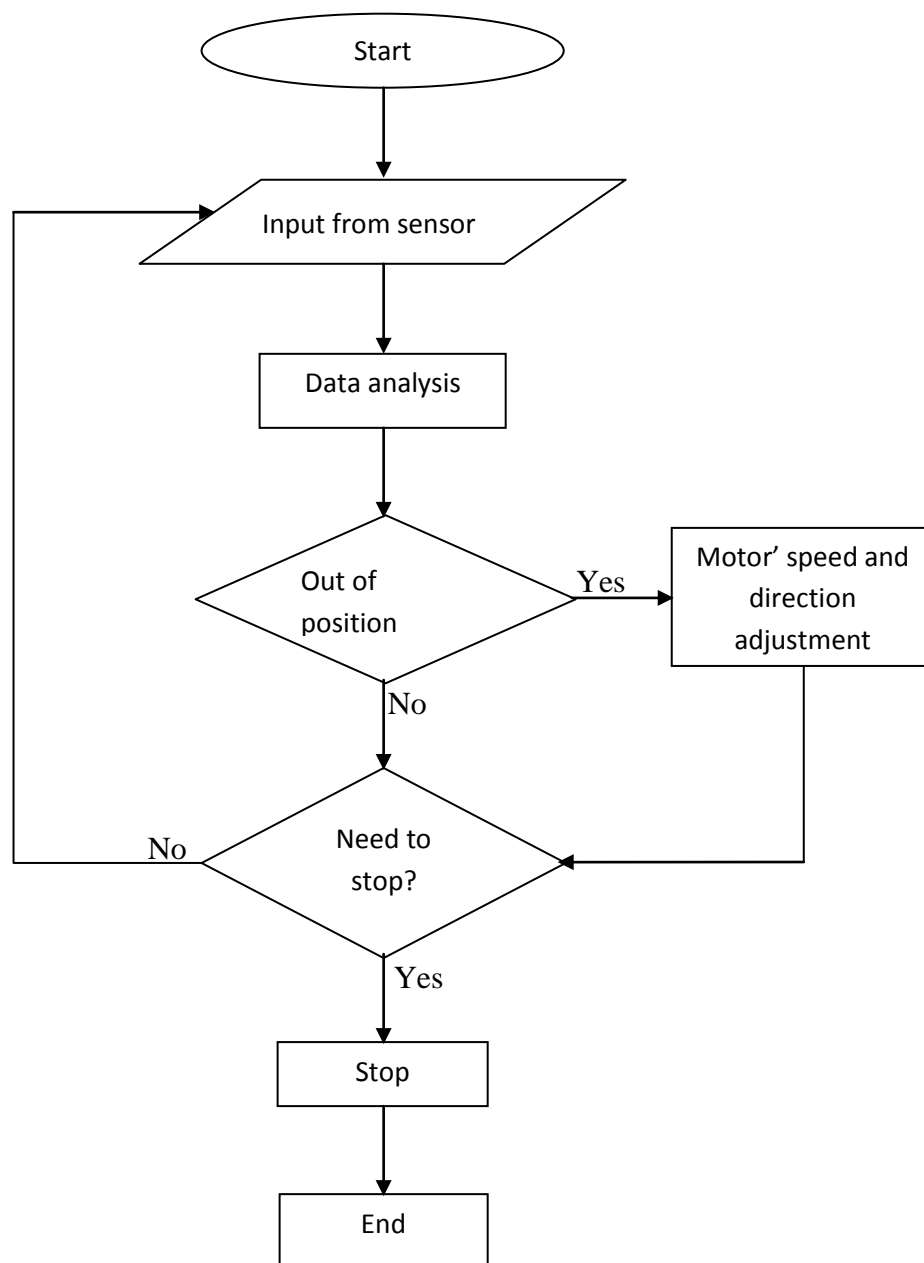 Start
Input from sensor
Data analysis
Out of
position
Yes
Motor’ speed and
direction
adjustment
No
Need to
stop?
No
Yes
Stop
End